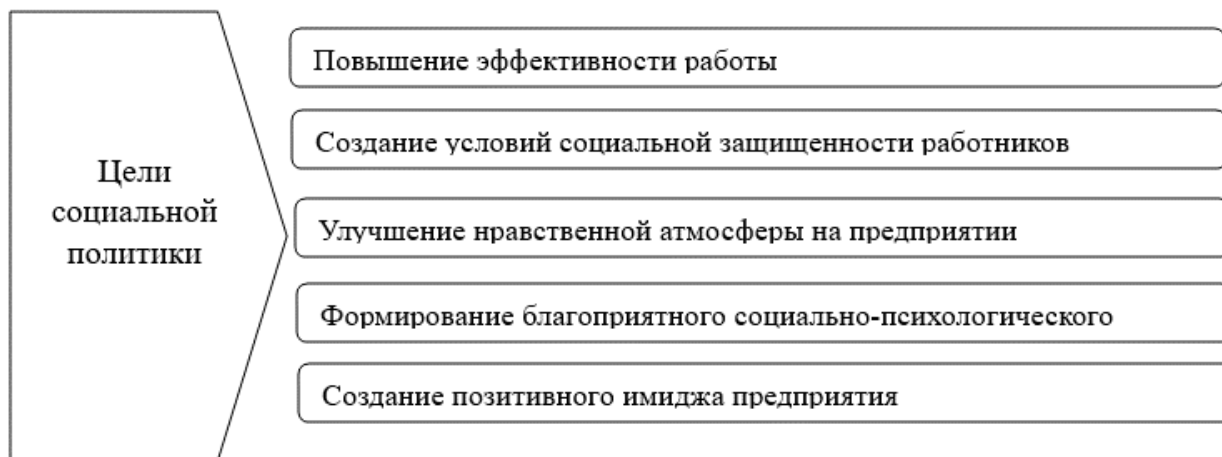 Цели
социальной
политики
Повышение эффективности работы
Создание условий социальной защищенности работников
Улучшение нравственной атмосферы на предприятии
Формирование благоприятного социально-психологического
Создание позитивного имиджа предприятия